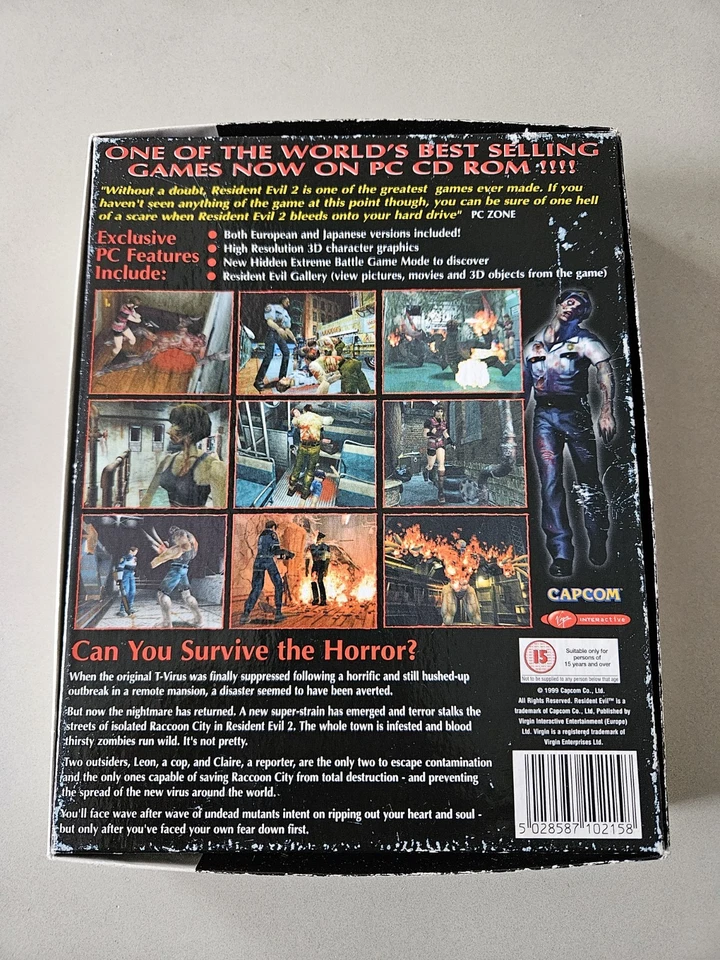 ONE OF THE WORLD'S BEST SELLING
GAMES NOW ON PC CD ROM !!!!
"Without a doubt, Resident Evil 2 is one of the greatest games ever made. If you
haven't seen anything of the game at this point though, you can be sure of one hell
of a scare when Resident Evil 2 bleeds onto your hard drive" PC ZONE
Exclusive
PC Features
Include:
● Both European and Japanese versions included!
● High Resolution 3D character graphics
● New Hidden Extreme Battle Game Mode to discover
● Resident Evil Gallery (view pictures, movies and 3D objects from the game)
CAPCOM
Virgin INTERACTIVE
Can You Survive the Horror?
When the original T-Virus was finally suppressed following a horrific and still hushed-up
outbreak in a remote mansion, a disaster seemed to have been averted.
But now the nightmare has returned. A new super-strain has emerged and terror stalks the
streets of isolated Raccoon City in Resident Evil 2. The whole town is infested and blood
thirsty zombies run wild. It's not pretty.
Two outsiders, Leon, a cop, and Claire, a reporter, are the only two to escape contamination
and the only ones capable of saving Raccoon City from total destruction - and preventing
the spread of the new virus around the world.
You'll face wave after wave of undead mutants intent on ripping out your heart and soul -
but only after you've faced your own fear down first.
15
Suitable only for
persons of
15 years and over
Not to be supplied to any person below that age
© 1999 Capcom Co., Ltd.
All Rights Reserved. Resident Evil™ is a
trademark of Capcom Co., Ltd. Published by
Virgin Interactive Entertainment (Europe)
Ltd. Virgin is a registered trademark of
Virgin Enterprises Ltd.
5 028587 102158